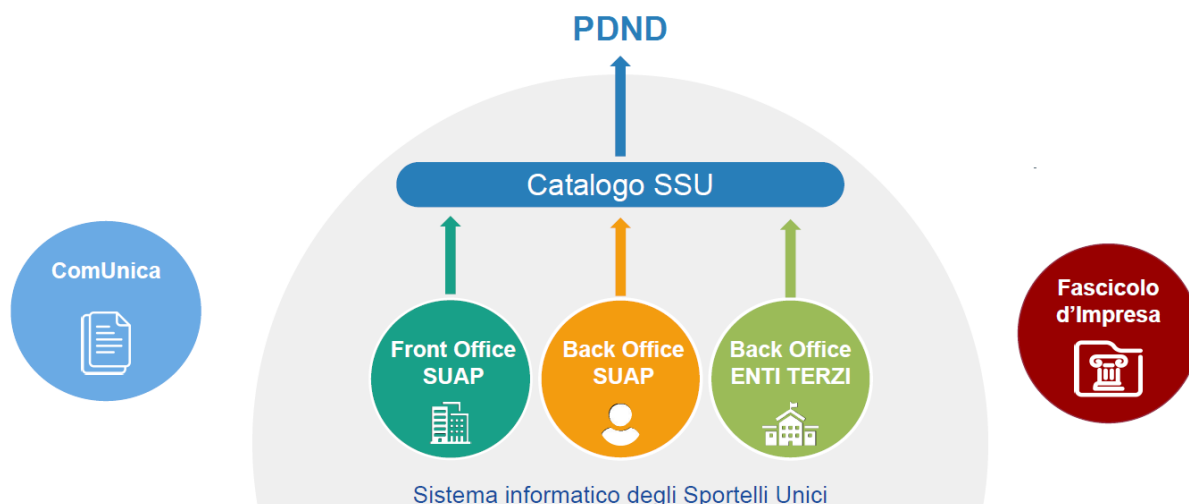 PDND
Catalogo SSU
ComUnica
Fascicolo
d'Impresa
Front Office
SUAP
Back Office
SUAP
Back Office
ENTI TERZI
Sistema informatico degli Sportelli Unici